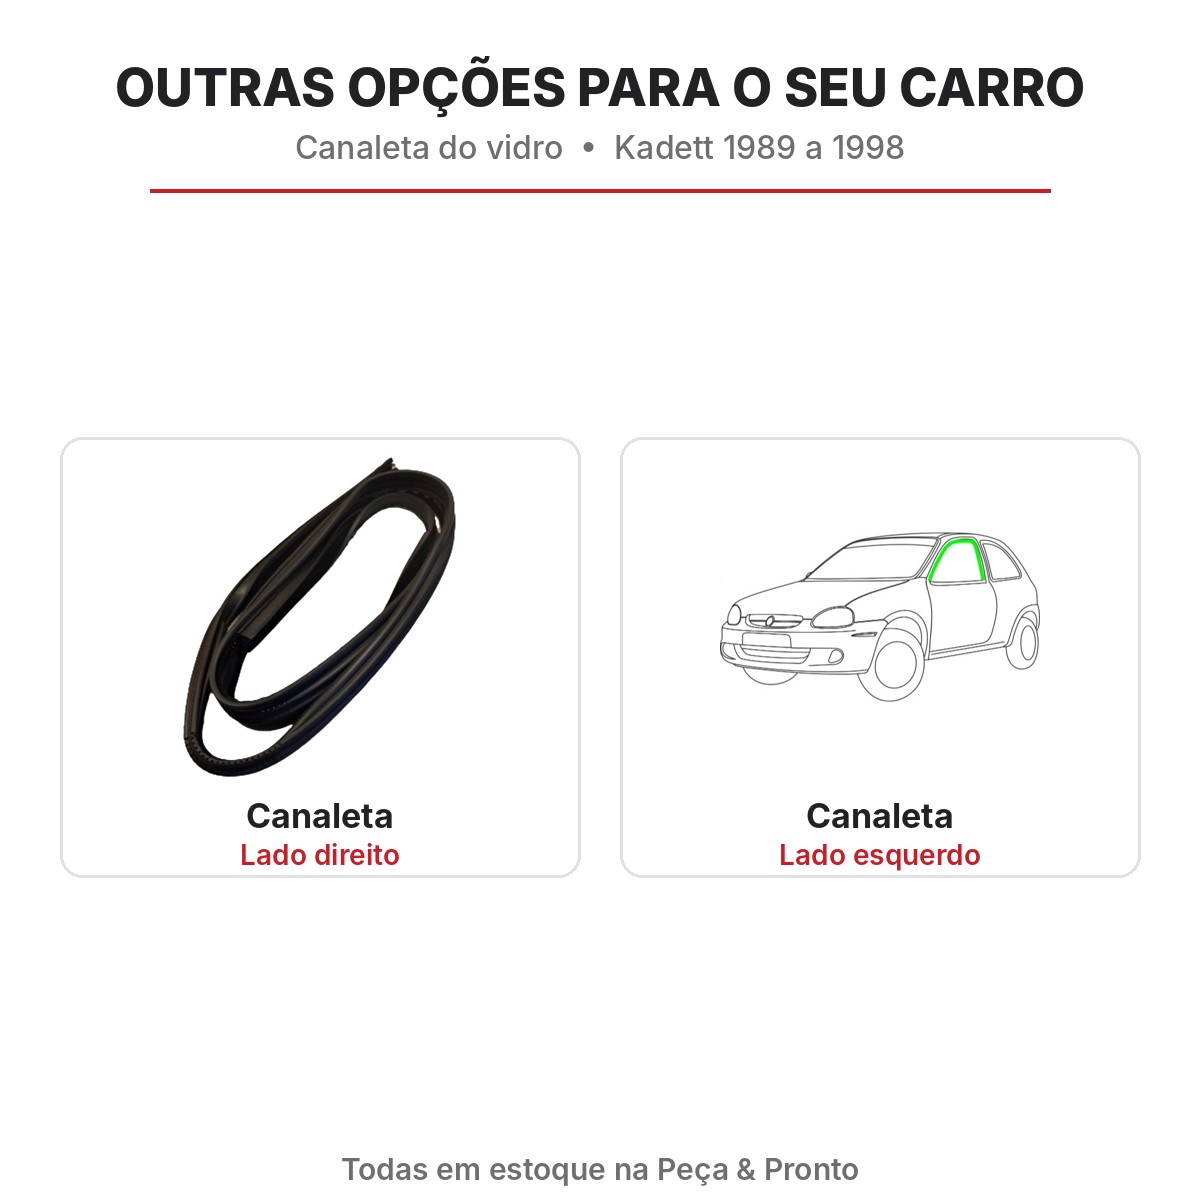 OUTRAS OPÇÕES PARA O SEU CARRO
Canaleta do vidro • Kadett 1989 a 1998
Canaleta
Lado direito
Canaleta
Lado esquerdo
Todas em estoque na Peça & Pronto